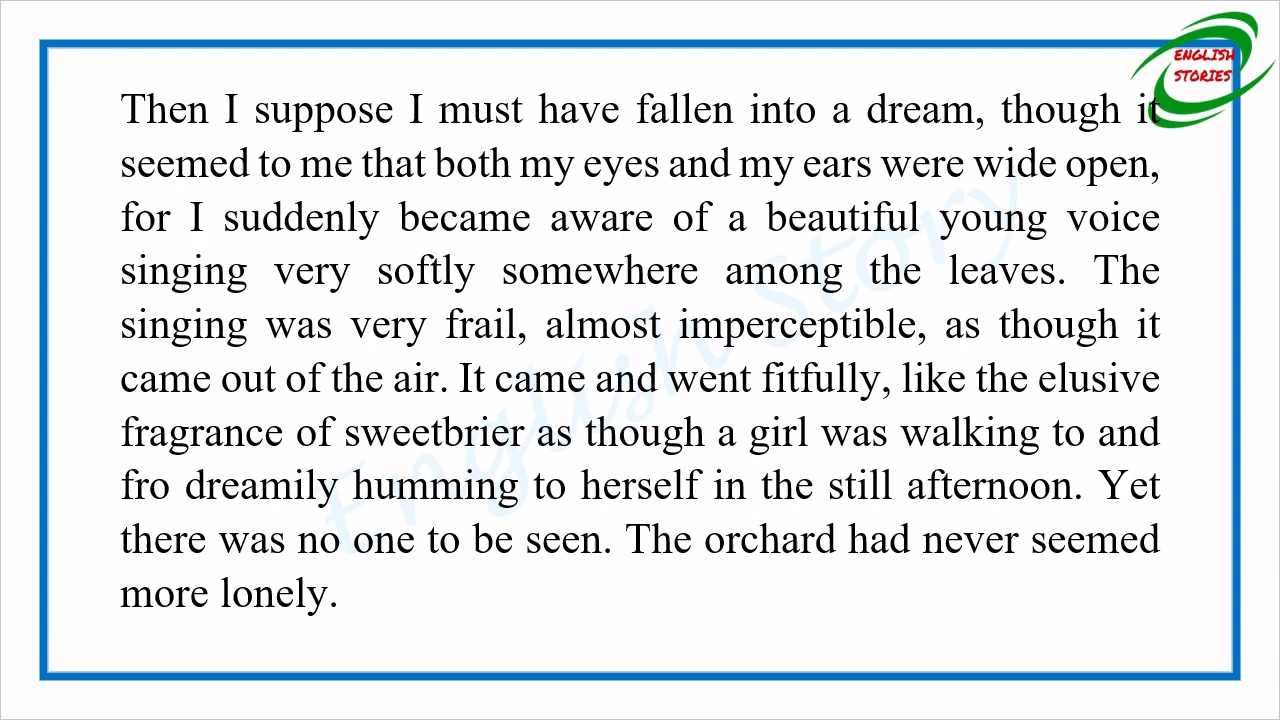 ENGLISH
STORIES
Then I suppose I must have fallen into a dream, though it
seemed to me that both my eyes and my ears were wide open,
for I suddenly became aware of a beautiful young voice
singing very softly somewhere among the leaves. The
singing was very frail, almost imperceptible, as though it
came out of the air. It came and went fitfully, like the elusive
fragrance of sweetbrier as though a girl was walking to and
fro dreamily humming to herself in the still afternoon. Yet
there was no one to be seen. The orchard had never seemed
more lonely.
English Story